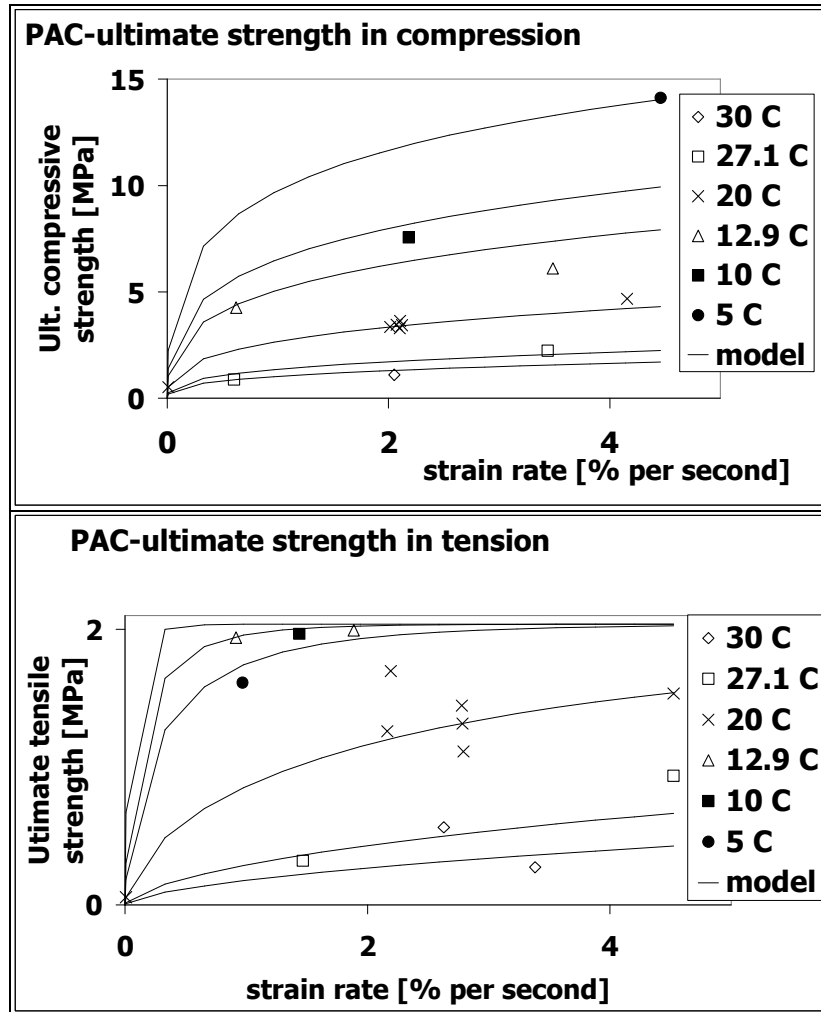 PAC-ultimate strength in compression
15
10
5
0
0 2 4
Ult. compressive
strength [MPa]
strain rate [% per second]
30 C
27.1 C
20 C
12.9 C
10 C
5 C
model
PAC-ultimate strength in tension
2
0
0 2 4
Utimate tensile
strength [MPa]
strain rate [% per second]
30 C
27.1 C
20 C
12.9 C
10 C
5 C
model